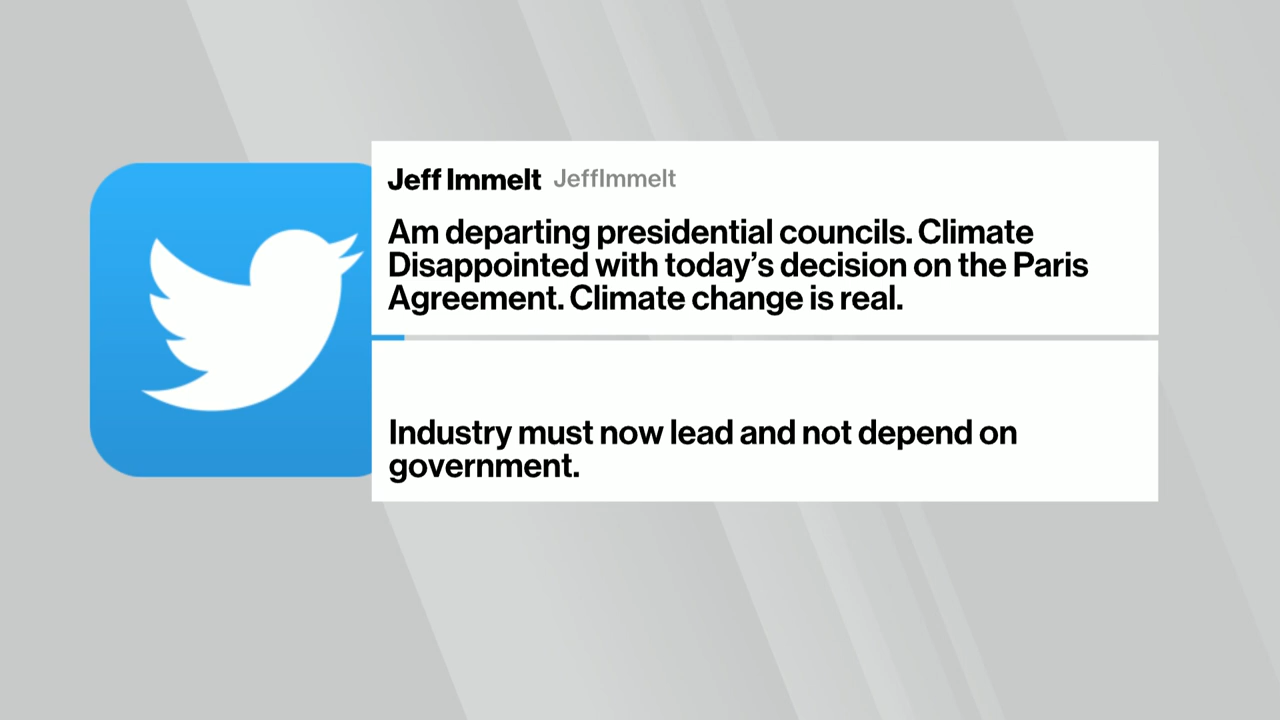 Jeff Immelt JeffImmelt
Am departing presidential councils. Climate
Disappointed with today’s decision on the Paris
Agreement. Climate change is real.
Industry must now lead and not depend on
government.